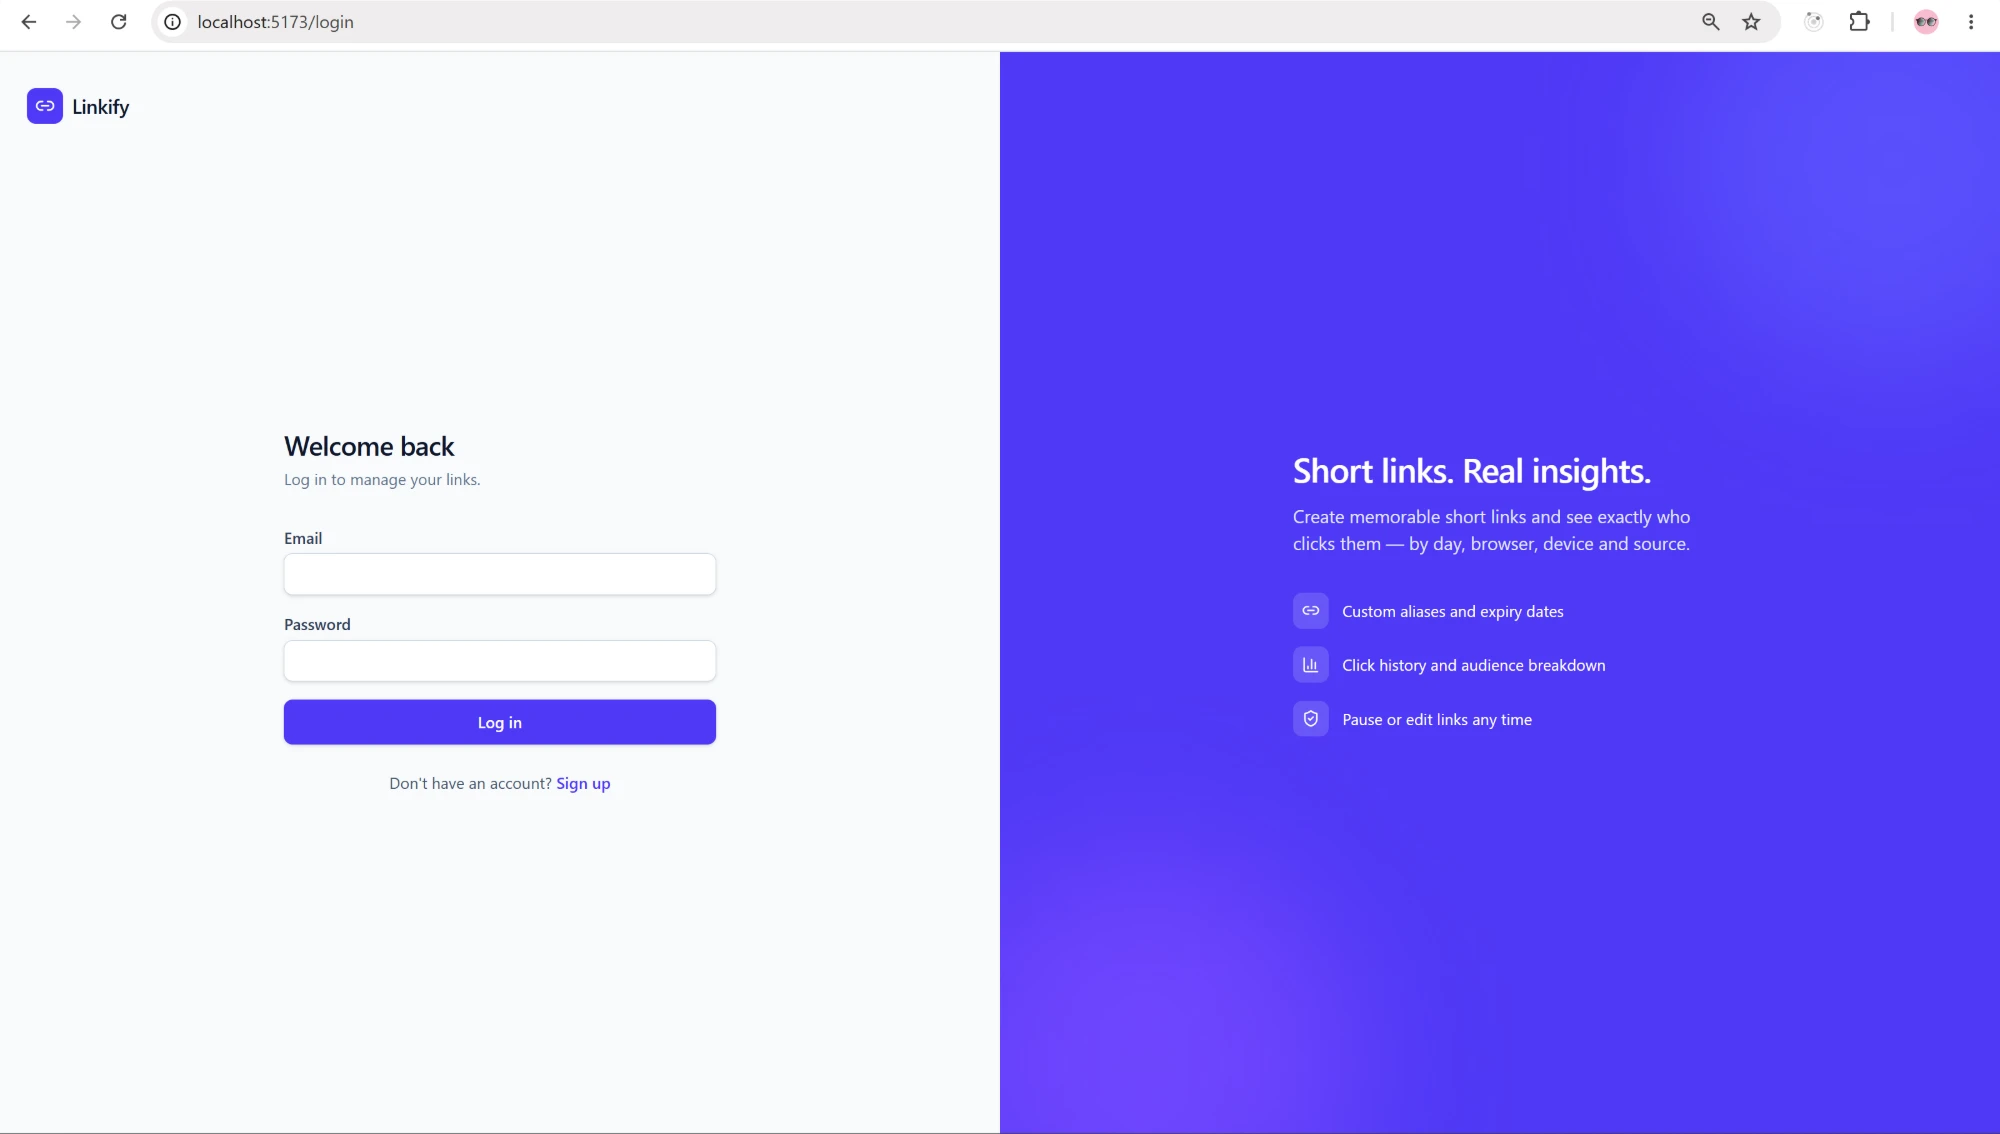 localhost:5173/login
Linkify
Welcome back
Log in to manage your links.
Email
Password
Log in
Don't have an account? Sign up
Short links. Real insights.
Create memorable short links and see exactly who
clicks them — by day, browser, device and source.
Custom aliases and expiry dates
Click history and audience breakdown
Pause or edit links any time